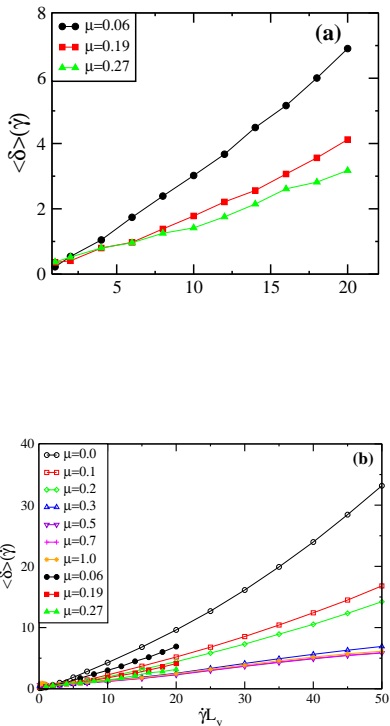 8
6
4
2
0
<δ>(γ̇)
(a)
μ=0.06
μ=0.19
μ=0.27
5 10 15 20
40
30
20
10
0
<δ>(γ̇)
(b)
μ=0.0
μ=0.1
μ=0.2
μ=0.3
μ=0.5
μ=0.7
μ=1.0
μ=0.06
μ=0.19
μ=0.27
0 10 20 30 40 50
γ̇L_v